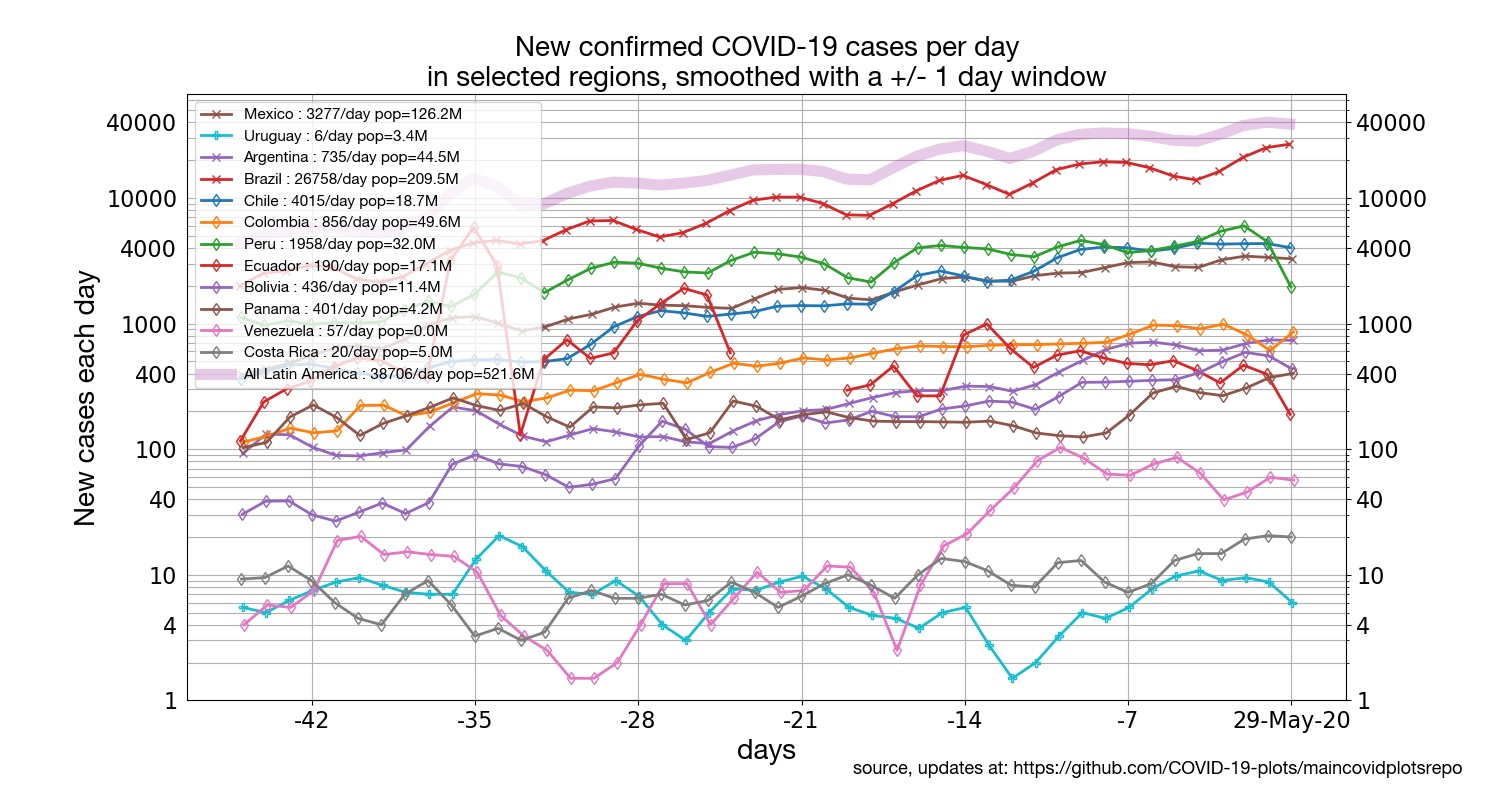 New confirmed COVID-19 cases per day
in selected regions, smoothed with a +/- 1 day window
Mexico : 3277/day pop=126.2M
Uruguay : 6/day pop=3.4M
Argentina : 735/day pop=44.5M
Brazil : 26758/day pop=209.5M
Chile : 4015/day pop=18.7M
Colombia : 856/day pop=49.6M
Peru : 1958/day pop=32.0M
Ecuador : 190/day pop=17.1M
Bolivia : 436/day pop=11.4M
Panama : 401/day pop=4.2M
Venezuela : 57/day pop=0.0M
Costa Rica : 20/day pop=5.0M
All Latin America : 38706/day pop=521.6M
New cases each day
40000
10000
4000
1000
400
100
40
10
4
1
40000
10000
4000
1000
400
100
40
10
4
1
-42 -35 -28 -21 -14 -7 29-May-20
days
source, updates at: https://github.com/COVID-19-plots/maincovidplotsrepo